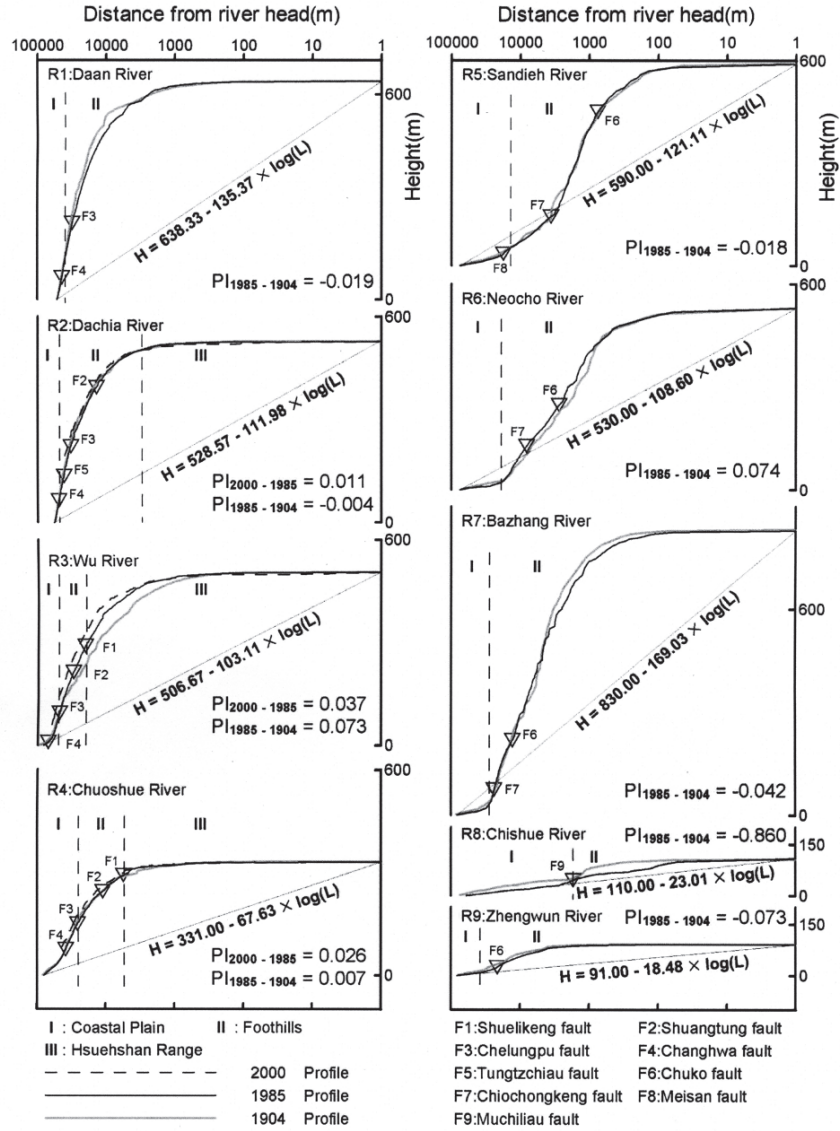 Distance from river head(m)
100000 10000 1000 100 10 1
R1:Daan River
I II
600
Height(m)
F3
F4
H = 638.33 - 135.37 × log(L)
PI1985 - 1904 = -0.019
0
R2:Dachia River
600
I II III
F2
F3
F5
F4
H = 528.57 - 111.98 × log(L)
PI2000 - 1985 = 0.011
PI1985 - 1904 = -0.004
0
R3:Wu River
600
I II III
F1
F2
F3
F4
H = 506.67 - 103.11 × log(L)
PI2000 - 1985 = 0.037
PI1985 - 1904 = 0.073
0
600
R4:Chuoshue River
I II III
F1
F2
F3
F4
H = 331.00 - 67.63 × log(L)
PI2000 - 1985 = 0.026
PI1985 - 1904 = 0.007
0
I : Coastal Plain II : Foothills
III : Hsuehshan Range
2000 Profile
1985 Profile
1904 Profile
Distance from river head(m)
100000 10000 1000 100 10 1
R5:Sandieh River
600
Height(m)
I II
F6
F7
F8
H = 590.00 - 121.11 × log(L)
PI1985 - 1904 = -0.018
0
R6:Neocho River
600
I II
F6
F7
H = 530.00 - 108.60 × log(L)
PI1985 - 1904 = 0.074
0
R7:Bazhang River
I II
600
F6
F7
H = 830.00 - 169.03 × log(L)
PI1985 - 1904 = -0.042
0
R8:Chishue River
PI1985 - 1904 = -0.860
150
I II
F9
H = 110.00 - 23.01 × log(L)
0
R9:Zhengwun River
PI1985 - 1904 = -0.073
150
I II
F6
H = 91.00 - 18.48 × log(L)
0
F1:Shuelikeng fault F2:Shuangtung fault
F3:Chelungpu fault F4:Changhwa fault
F5:Tungtzchiau fault F6:Chuko fault
F7:Chiochongkeng fault F8:Meisan fault
F9:Muchiliau fault